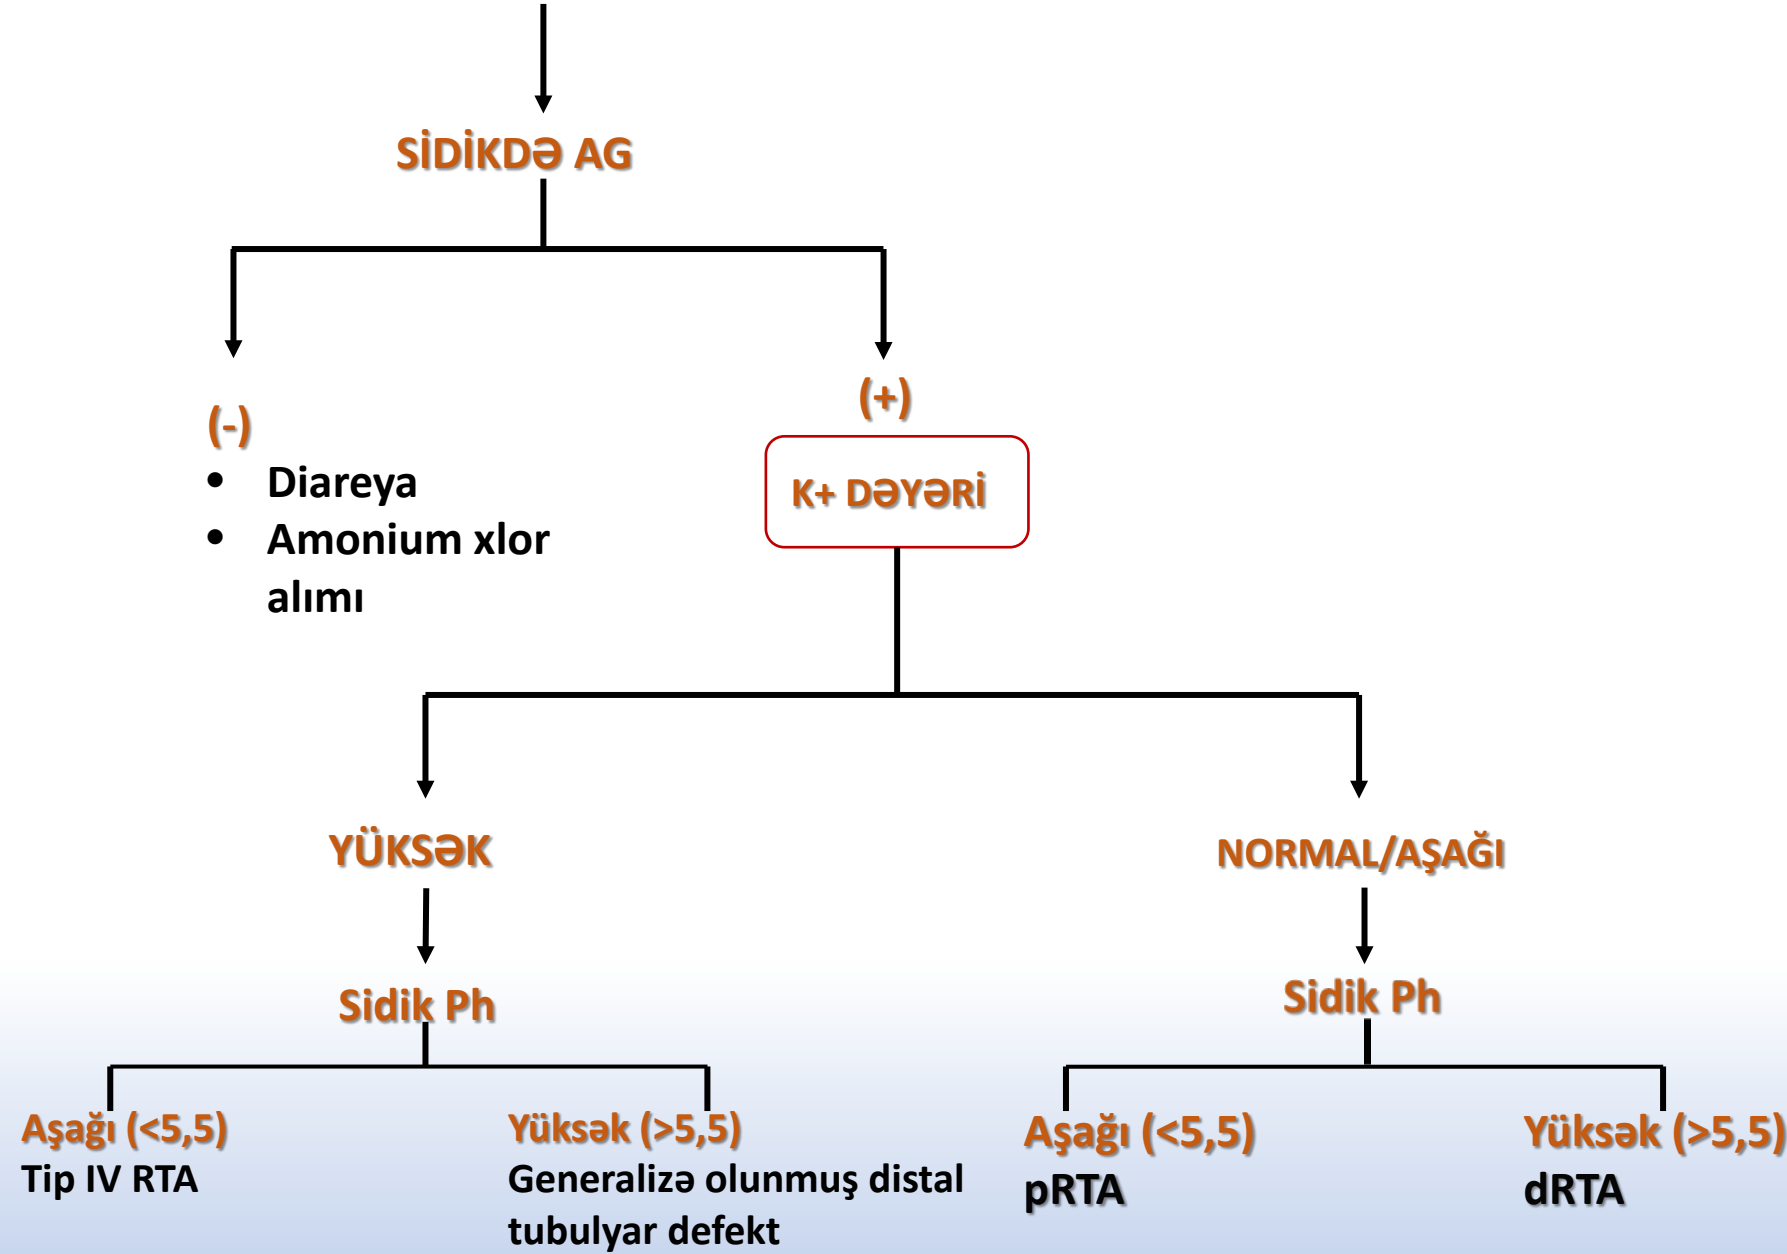 SİDİKDƏ AG
(-)
• Diareya
• Amonium xlor
alımı
(+)
K+ DƏYƏRİ
YÜKSƏK
NORMAL/AŞAĞI
Sidik Ph
Sidik Ph
Aşağı (<5,5)
Tip IV RTA
Yüksək (>5,5)
Generalizə olunmuş distal
tubulyar defekt
Aşağı (<5,5)
pRTA
Yüksək (>5,5)
dRTA